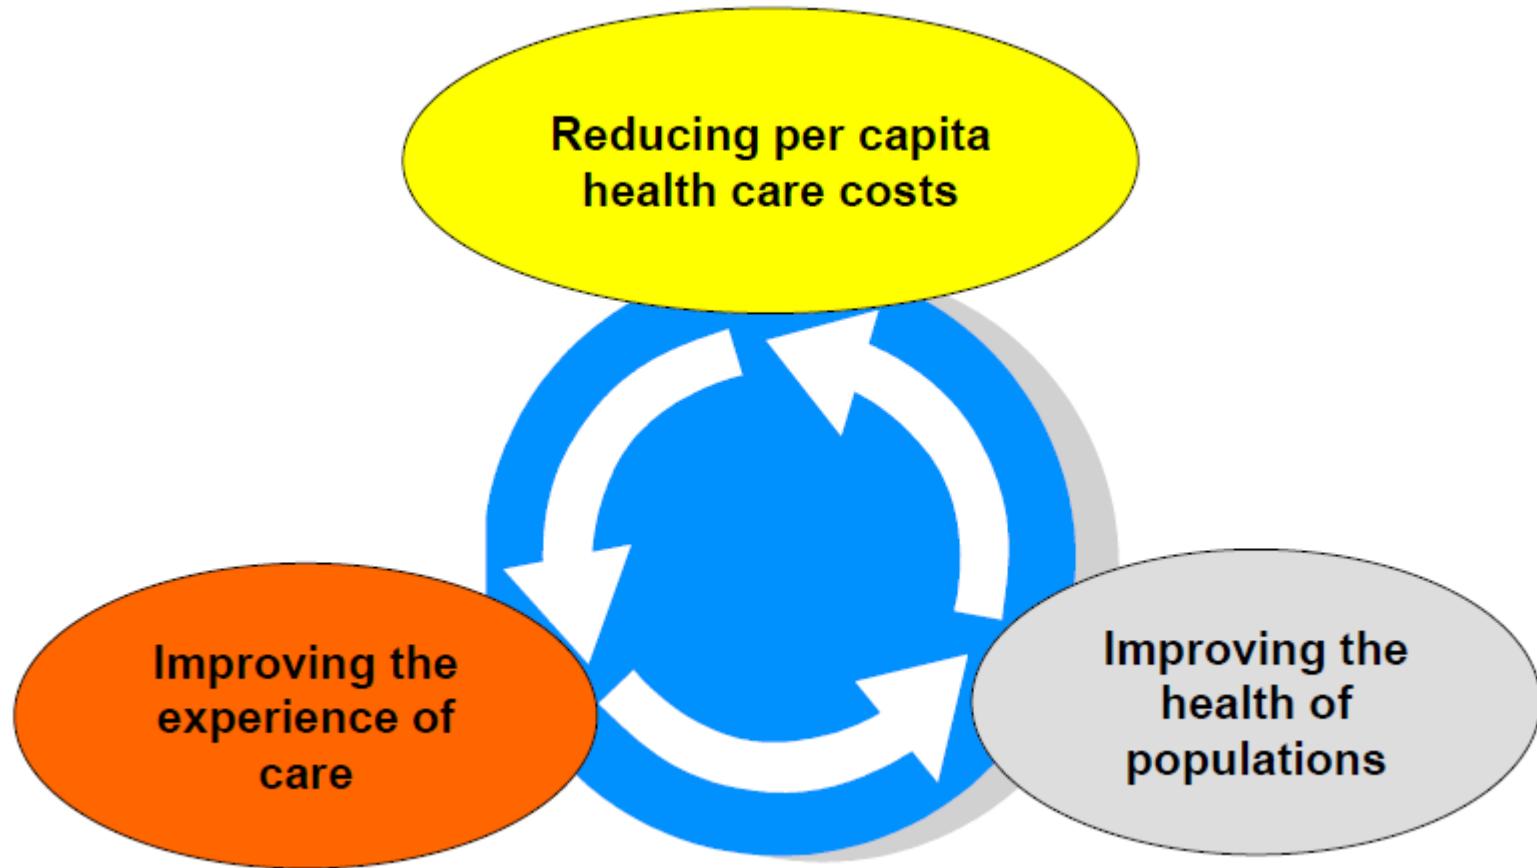 Reducing per capita
health care costs
Improving the
experience of
care
Improving the
health of
populations